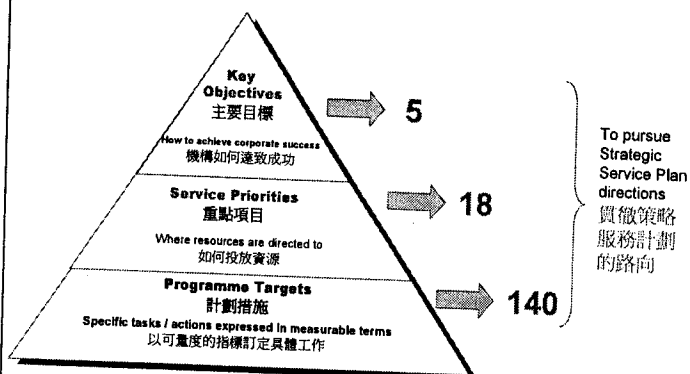 Key
Objectives
主要目標
How to achieve corporate success
機構如何達致成功
5
Service Priorities
重點項目
Where resources are directed to
如何投放資源
18
Programme Targets
計劃措施
Specific tasks / actions expressed in measurable terms
以可量度的指標訂定具體工作
140
To pursue
Strategic
Service Plan
directions
貫徹策略
服務計劃
的路向